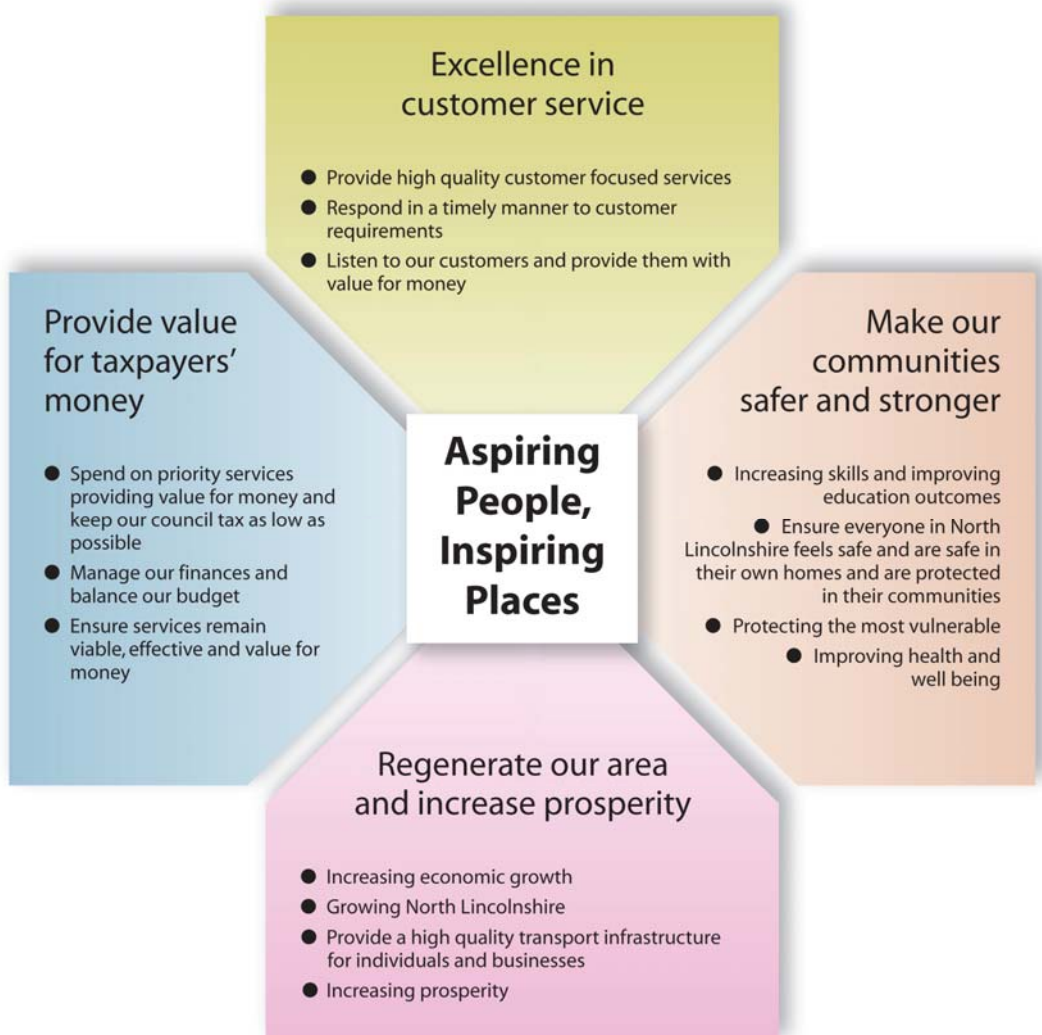 Excellence in
customer service
● Provide high quality customer focused services
● Respond in a timely manner to customer
requirements
● Listen to our customers and provide them with
value for money
Provide value
for taxpayers'
money
● Spend on priority services
providing value for money and
keep our council tax as low as
possible
● Manage our finances and
balance our budget
● Ensure services remain
viable, effective and value for
money
Aspiring
People,
Inspiring
Places
Make our
communities
safer and stronger
● Increasing skills and improving
education outcomes
● Ensure everyone in North
Lincolnshire feels safe and are safe in
their own homes and are protected
in their communities
● Protecting the most vulnerable
● Improving health and
well being
Regenerate our area
and increase prosperity
● Increasing economic growth
● Growing North Lincolnshire
● Provide a high quality transport infrastructure
for individuals and businesses
● Increasing prosperity